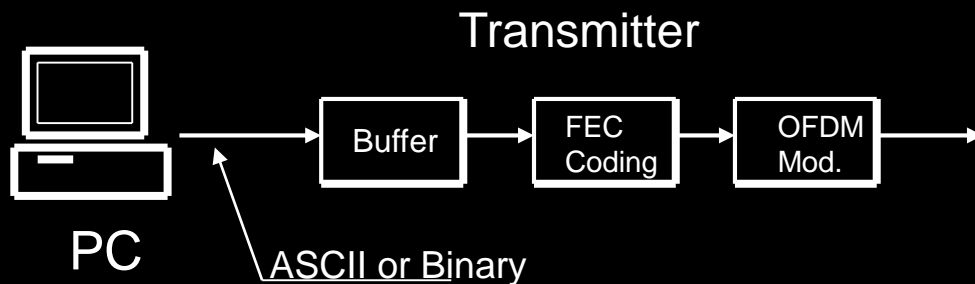 Transmitter
Buffer
FEC
Coding
OFDM
Mod.
PC
ASCII or Binary